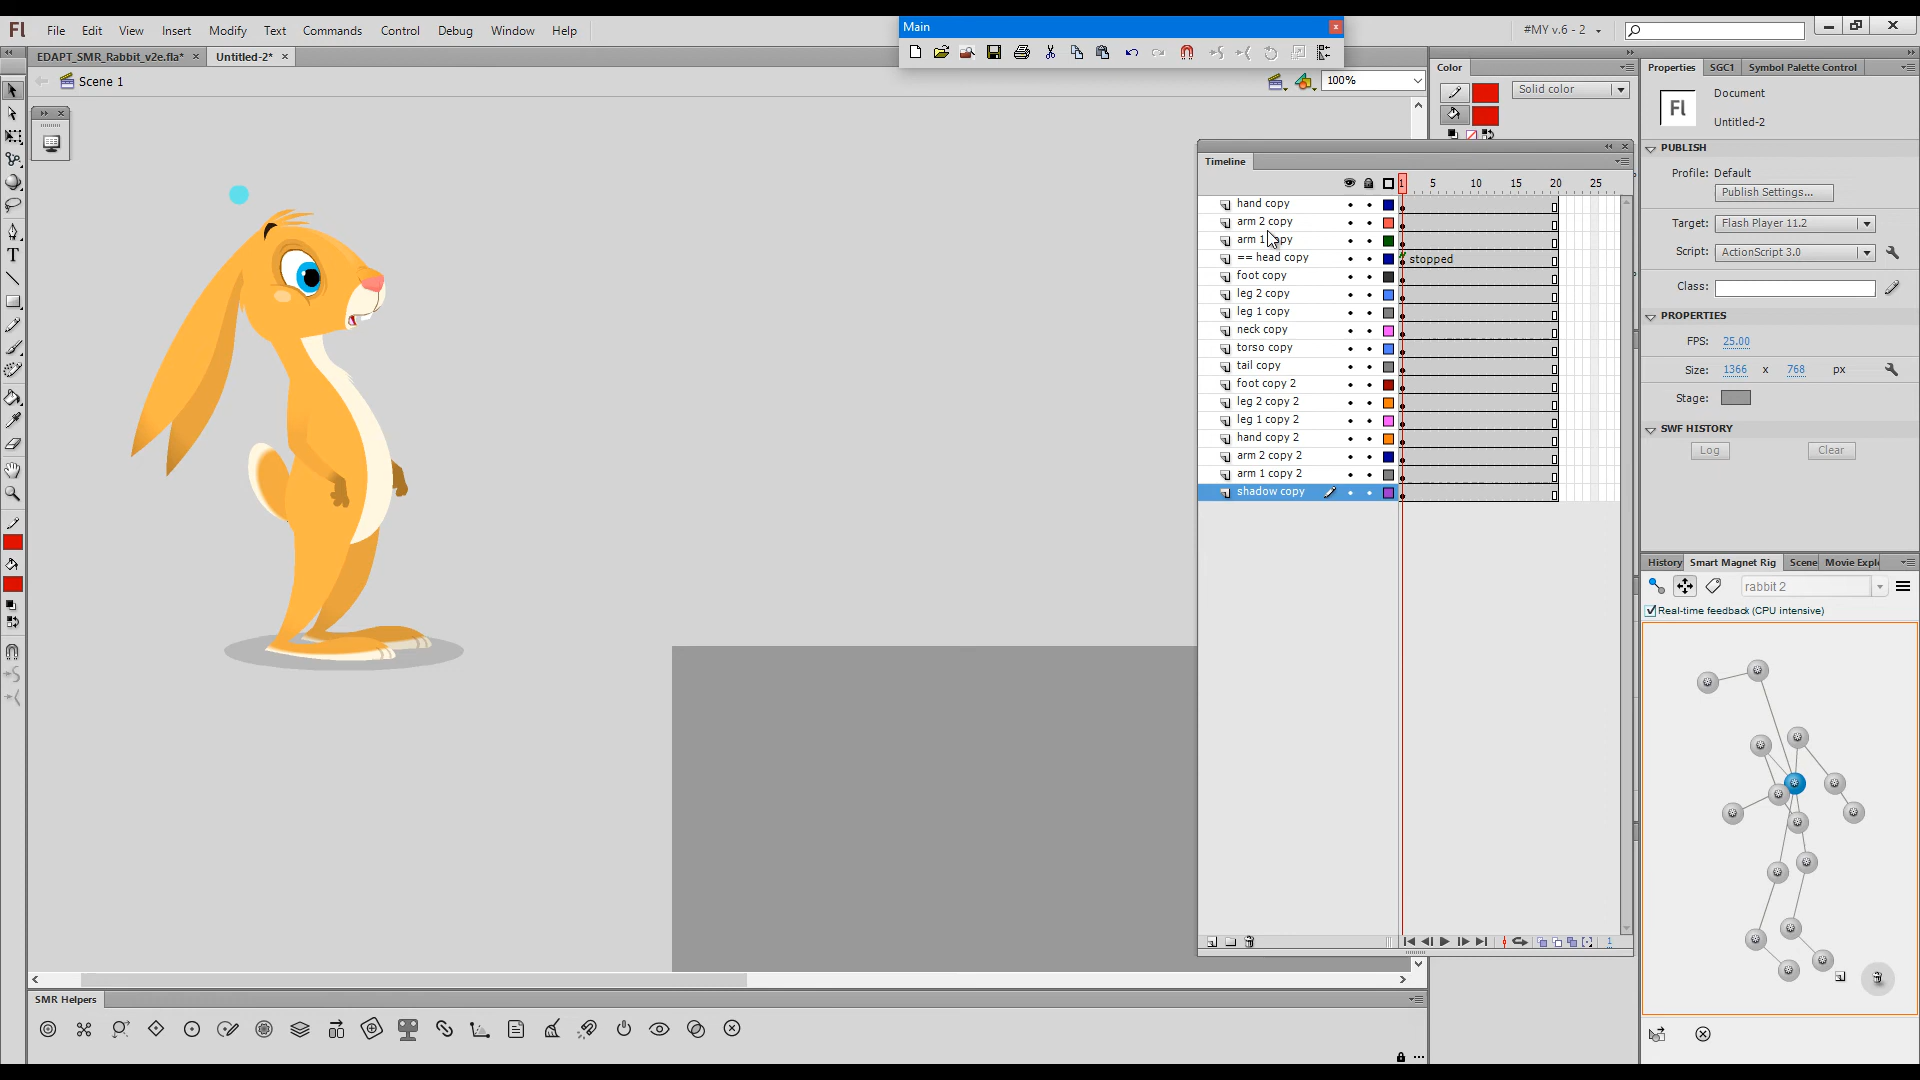 Main
Fl File Edit View Insert Modify Text Commands Control Debug Window Help
#MY v.6 - 2
EDAPT_SMR_Rabbit_v2e.fla* × Untitled-2* ×
Scene 1
100%
Color
Solid color
Properties SGC1 Symbol Palette Control
Fl
Document
Untitled-2
PUBLISH
Profile: Default
Publish Settings...
Target: Flash Player 11.2
Script: ActionScript 3.0
Class:
PROPERTIES
FPS: 25.00
Size: 1366 x 768 px
Stage:
SWF HISTORY
Log Clear
Timeline
1 5 10 15 20 25
hand copy
arm 2 copy
arm 1 copy
== head copy
stopped
foot copy
leg 2 copy
leg 1 copy
neck copy
torso copy
tail copy
foot copy 2
leg 2 copy 2
leg 1 copy 2
hand copy 2
arm 2 copy 2
arm 1 copy 2
shadow copy
1
History Smart Magnet Rig Scene Movie Expl
rabbit 2
Real-time feedback (CPU intensive)
T
SMR Helpers